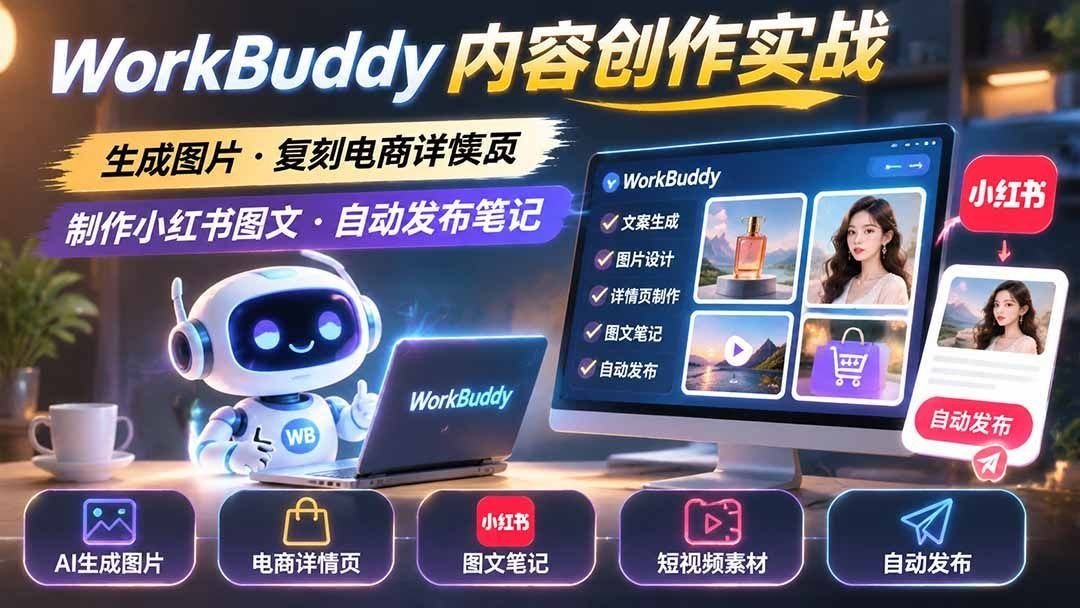 WorkBuddy 内容创作实战
生成图片·复刻电商详情页
制作小红书图文·自动发布笔记
WorkBuddy
文案生成
图片设计
详情页制作
图文笔记
自动发布
小红书
自动发布
WB
WorkBuddy
AI生成图片
电商详情页
小红书
图文笔记
短视频素材
自动发布